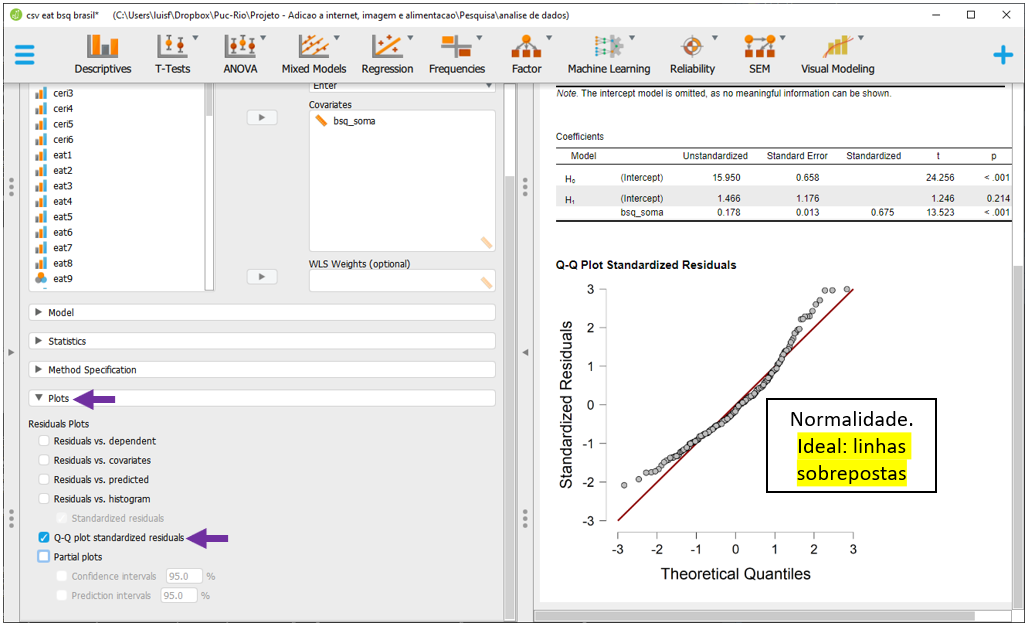 csv eat bsq brasil* (C:\Users\luisf\Dropbox\Puc-Rio\Projeto - Adicao a internet, imagem e alimentacao\Pesquisa\analise de dados)
Descriptives T-Tests ANOVA Mixed Models Regression Frequencies Factor Machine Learning Reliability SEM Visual Modeling
ceri3
ceri4
ceri5
ceri6
eat1
eat2
eat3
eat4
eat5
eat6
eat7
eat8
eat9
Enter
Covariates
bsq_soma
WLS Weights (optional)
Model
Statistics
Method Specification
Plots
Residuals Plots
Residuals vs. dependent
Residuals vs. covariates
Residuals vs. predicted
Residuals vs. histogram
Standardized residuals
Q-Q plot standardized residuals
Partial plots
Confidence intervals 95.0 %
Prediction intervals 95.0 %
Note. The intercept model is omitted, as no meaningful information can be shown.
Coefficients
Model Unstandardized Standard Error Standardized t p
H₀ (Intercept) 15.950 0.658 24.256 < .001
H₁ (Intercept) 1.466 1.176 1.246 0.214
bsq_soma 0.178 0.013 0.675 13.523 < .001
Q-Q Plot Standardized Residuals
Standardized Residuals
3
2
1
0
-1
-2
-3
-3 -2 -1 0 1 2 3
Theoretical Quantiles
Normalidade.
Ideal: linhas
sobrepostas